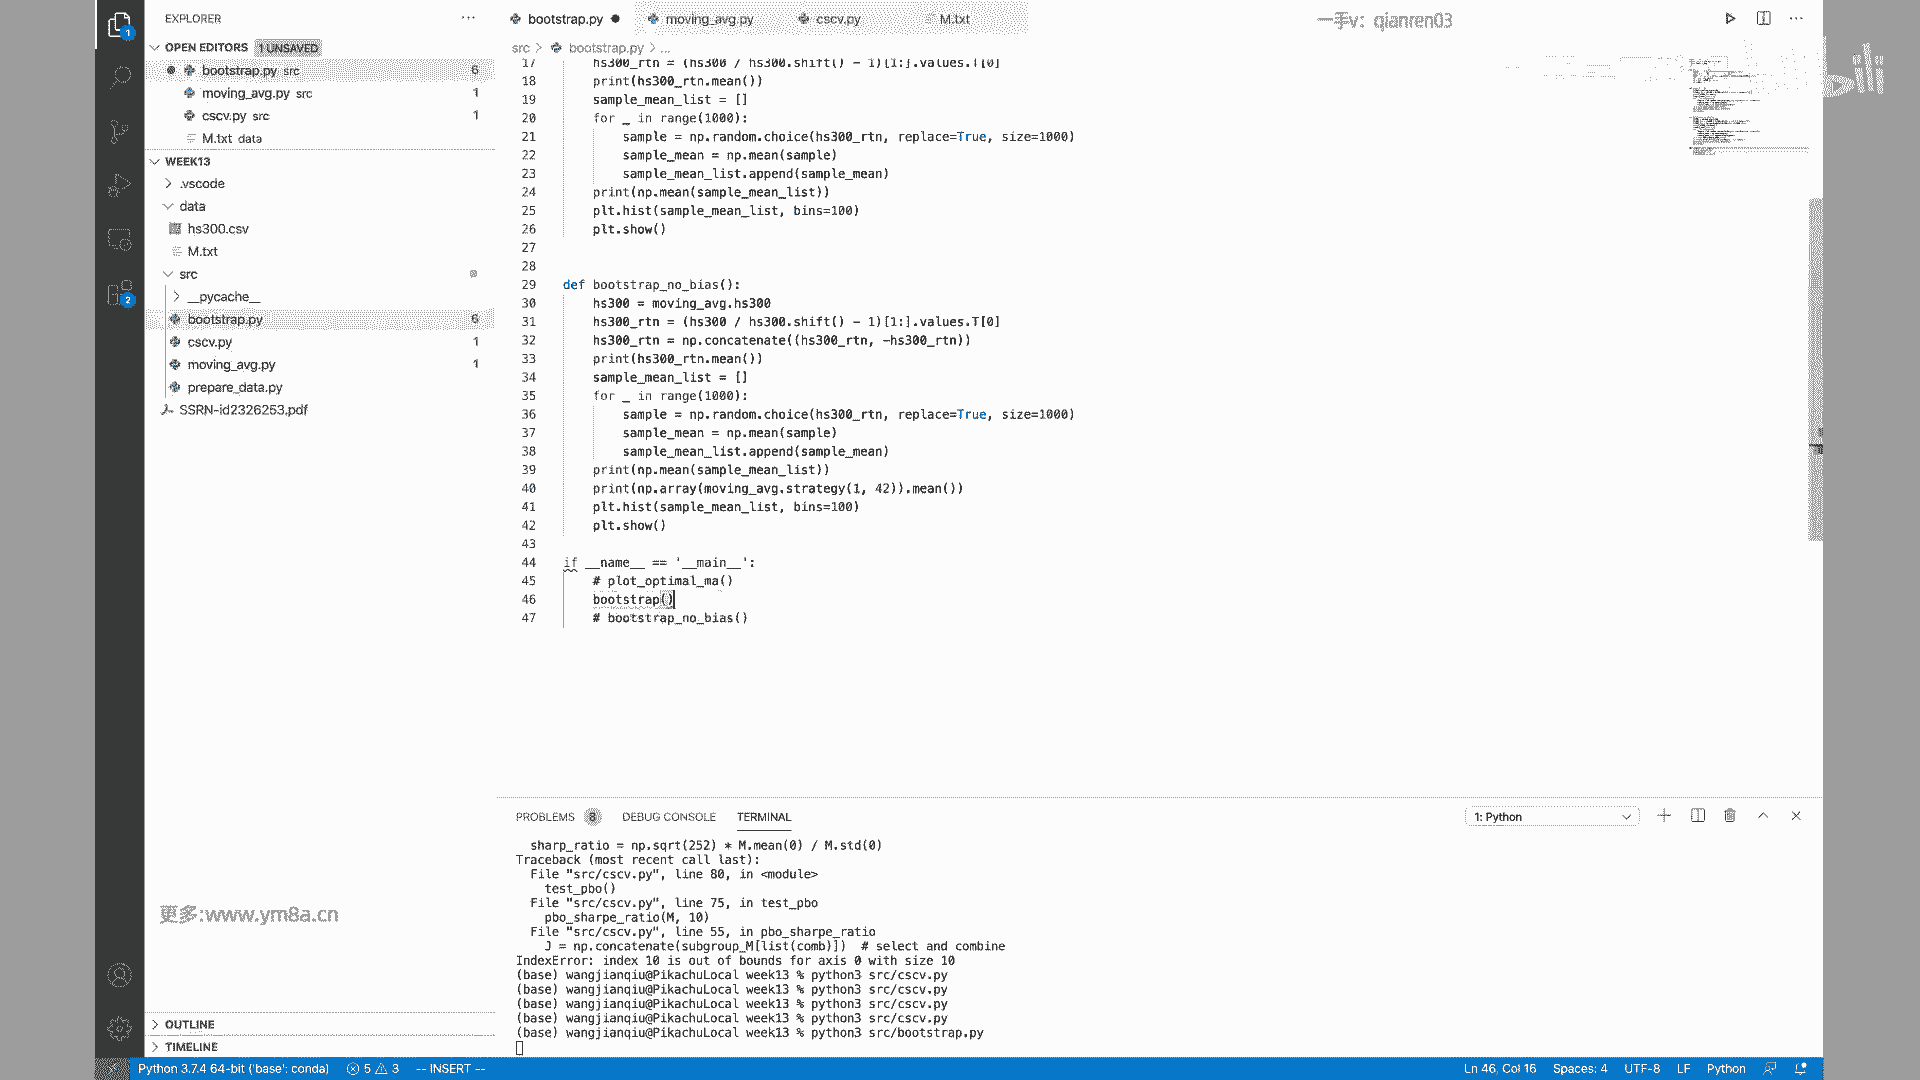 EXPLORER
OPEN EDITORS 1 UNSAVED
bootstrap.py src 6
moving_avg.py src 1
cscv.py src 1
M.txt data
WEEK13
.vscode
data
hs300.csv
M.txt
src
__pycache__
bootstrap.py 6
cscv.py 1
moving_avg.py 1
prepare_data.py
SSRN-id2326253.pdf
更多:www.ym8a.cn
OUTLINE
TIMELINE
bootstrap.py moving_avg.py cscv.py M.txt
一手v: qianren03
bili
src > bootstrap.py > ...
17 hs300_rtn = (hs300 / hs300.shift() - 1)[1:].values.T[0]
18 print(hs300_rtn.mean())
19 sample_mean_list = []
20 for _ in range(1000):
21 sample = np.random.choice(hs300_rtn, replace=True, size=1000)
22 sample_mean = np.mean(sample)
23 sample_mean_list.append(sample_mean)
24 print(np.mean(sample_mean_list))
25 plt.hist(sample_mean_list, bins=100)
26 plt.show()
27
28
29 def bootstrap_no_bias():
30 hs300 = moving_avg.hs300
31 hs300_rtn = (hs300 / hs300.shift() - 1)[1:].values.T[0]
32 hs300_rtn = np.concatenate((hs300_rtn, -hs300_rtn))
33 print(hs300_rtn.mean())
34 sample_mean_list = []
35 for _ in range(1000):
36 sample = np.random.choice(hs300_rtn, replace=True, size=1000)
37 sample_mean = np.mean(sample)
38 sample_mean_list.append(sample_mean)
39 print(np.mean(sample_mean_list))
40 print(np.array(moving_avg.strategy(1, 42)).mean())
41 plt.hist(sample_mean_list, bins=100)
42 plt.show()
43
44 if __name__ == '__main__':
45 # plot_optimal_ma()
46 bootstrap()
47 # bootstrap_no_bias()
PROBLEMS 8 DEBUG CONSOLE TERMINAL 1: Python
sharp_ratio = np.sqrt(252) * M.mean(0) / M.std(0)
Traceback (most recent call last):
File "src/cscv.py", line 80, in <module>
test_pbo()
File "src/cscv.py", line 75, in test_pbo
pbo_sharpe_ratio(M, 10)
File "src/cscv.py", line 55, in pbo_sharpe_ratio
J = np.concatenate(subgroup_M[list(comb)]) # select and combine
IndexError: index 10 is out of bounds for axis 0 with size 10
(base) wangjianqiu@PikachuLocal week13 % python3 src/cscv.py
(base) wangjianqiu@PikachuLocal week13 % python3 src/cscv.py
(base) wangjianqiu@PikachuLocal week13 % python3 src/cscv.py
(base) wangjianqiu@PikachuLocal week13 % python3 src/cscv.py
(base) wangjianqiu@PikachuLocal week13 % python3 src/bootstrap.py
Python 3.7.4 64-bit ('base': conda) 5 3 -- INSERT -- Ln 46, Col 16 Spaces: 4 UTF-8 LF Python